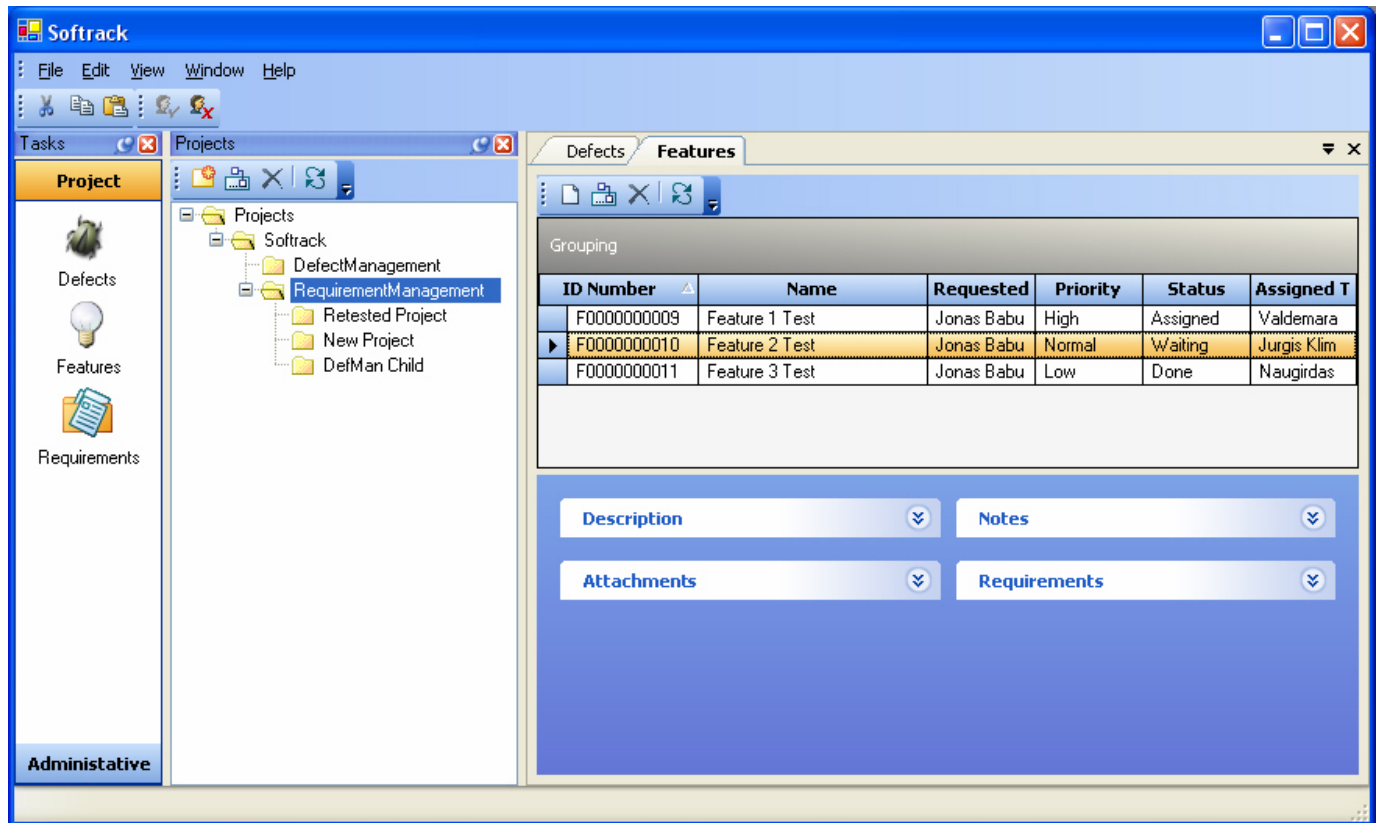 Softrack
File Edit View Window Help
Tasks
Project
Defects
Features
Requirements
Administative
Projects
Projects
Softrack
DefectManagement
RequirementManagement
Retested Project
New Project
DefMan Child
Defects Features
Grouping
ID Number Name Requested Priority Status Assigned T
F0000000009 Feature 1 Test Jonas Babu High Assigned Valdemara
F0000000010 Feature 2 Test Jonas Babu Normal Waiting Jurgis Klim
F0000000011 Feature 3 Test Jonas Babu Low Done Naugirdas
Description Notes
Attachments Requirements